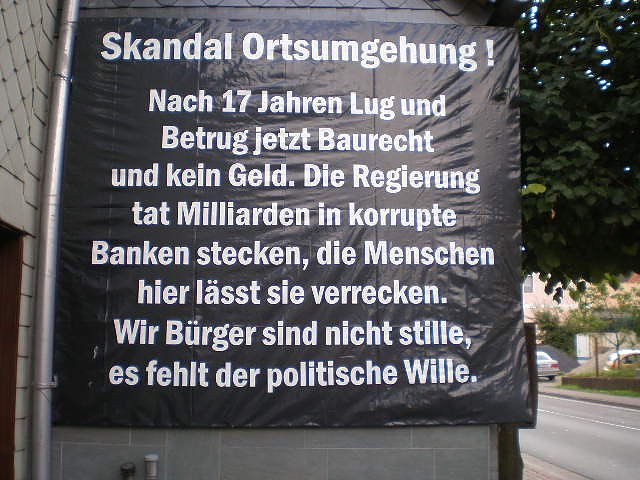 Skandal Ortsumgehung !
Nach 17 Jahren Lug und
Betrug jetzt Baurecht
und kein Geld. Die Regierung
tat Milliarden in korrupte
Banken stecken, die Menschen
hier lässt sie verrecken.
Wir Bürger sind nicht stille,
es fehlt der politische Wille.